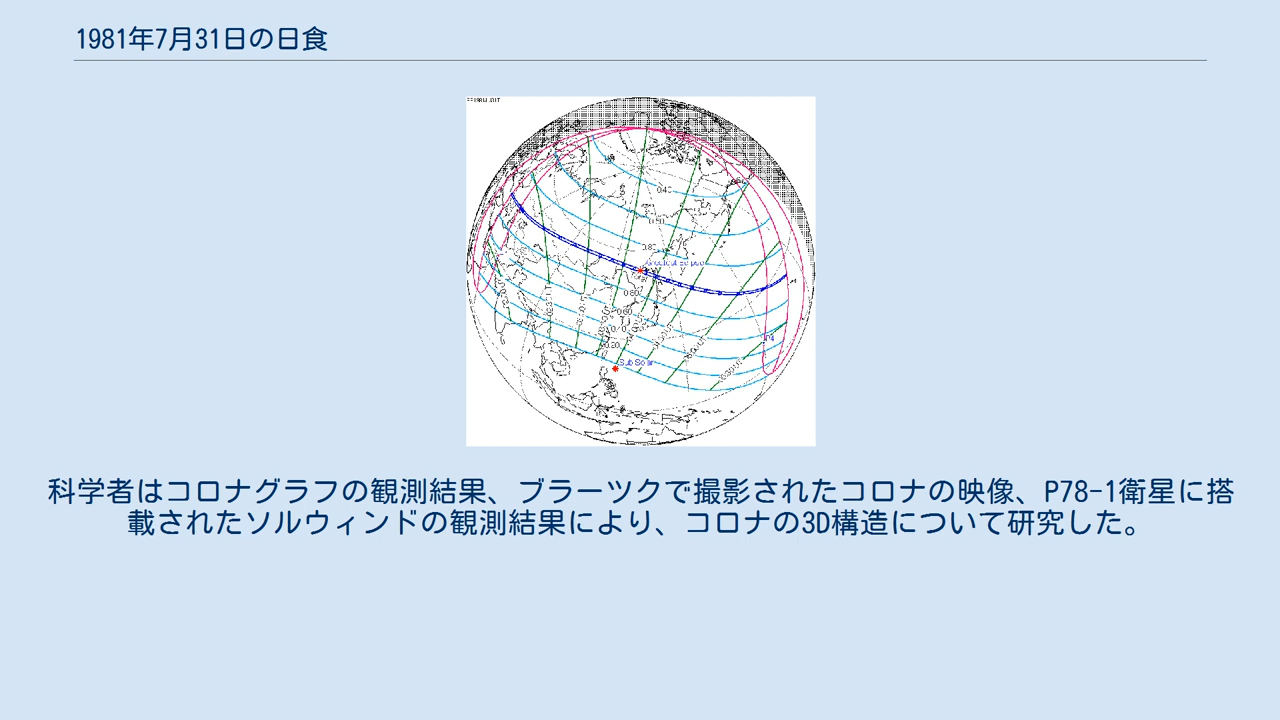 1981年7月31日の日食
Sub Solar
科学者はコロナグラフの観測結果、ブラーツクで撮影されたコロナの映像、P78-1衛星に搭
載されたソルウィンドの観測結果により、コロナの3D構造について研究した。